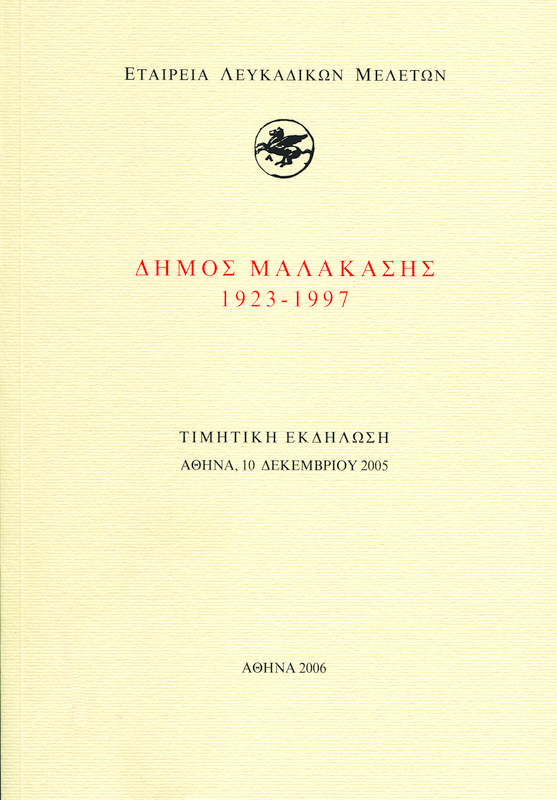 ΕΤΑΙΡΕΙΑ ΛΕΥΚΑΔΙΚΩΝ ΜΕΛΕΤΩΝ
Λ
ΔΗΜΟΣ ΜΑΛΑΚΑΣΗΣ
1923-1997
ΤΙΜΗΤΙΚΗ ΕΚΔΗΛΩΣΗ
ΑΘΗΝΑ, 10 ΔΕΚΕΜΒΡΙΟΥ 2005
ΑΘΗΝΑ 2006